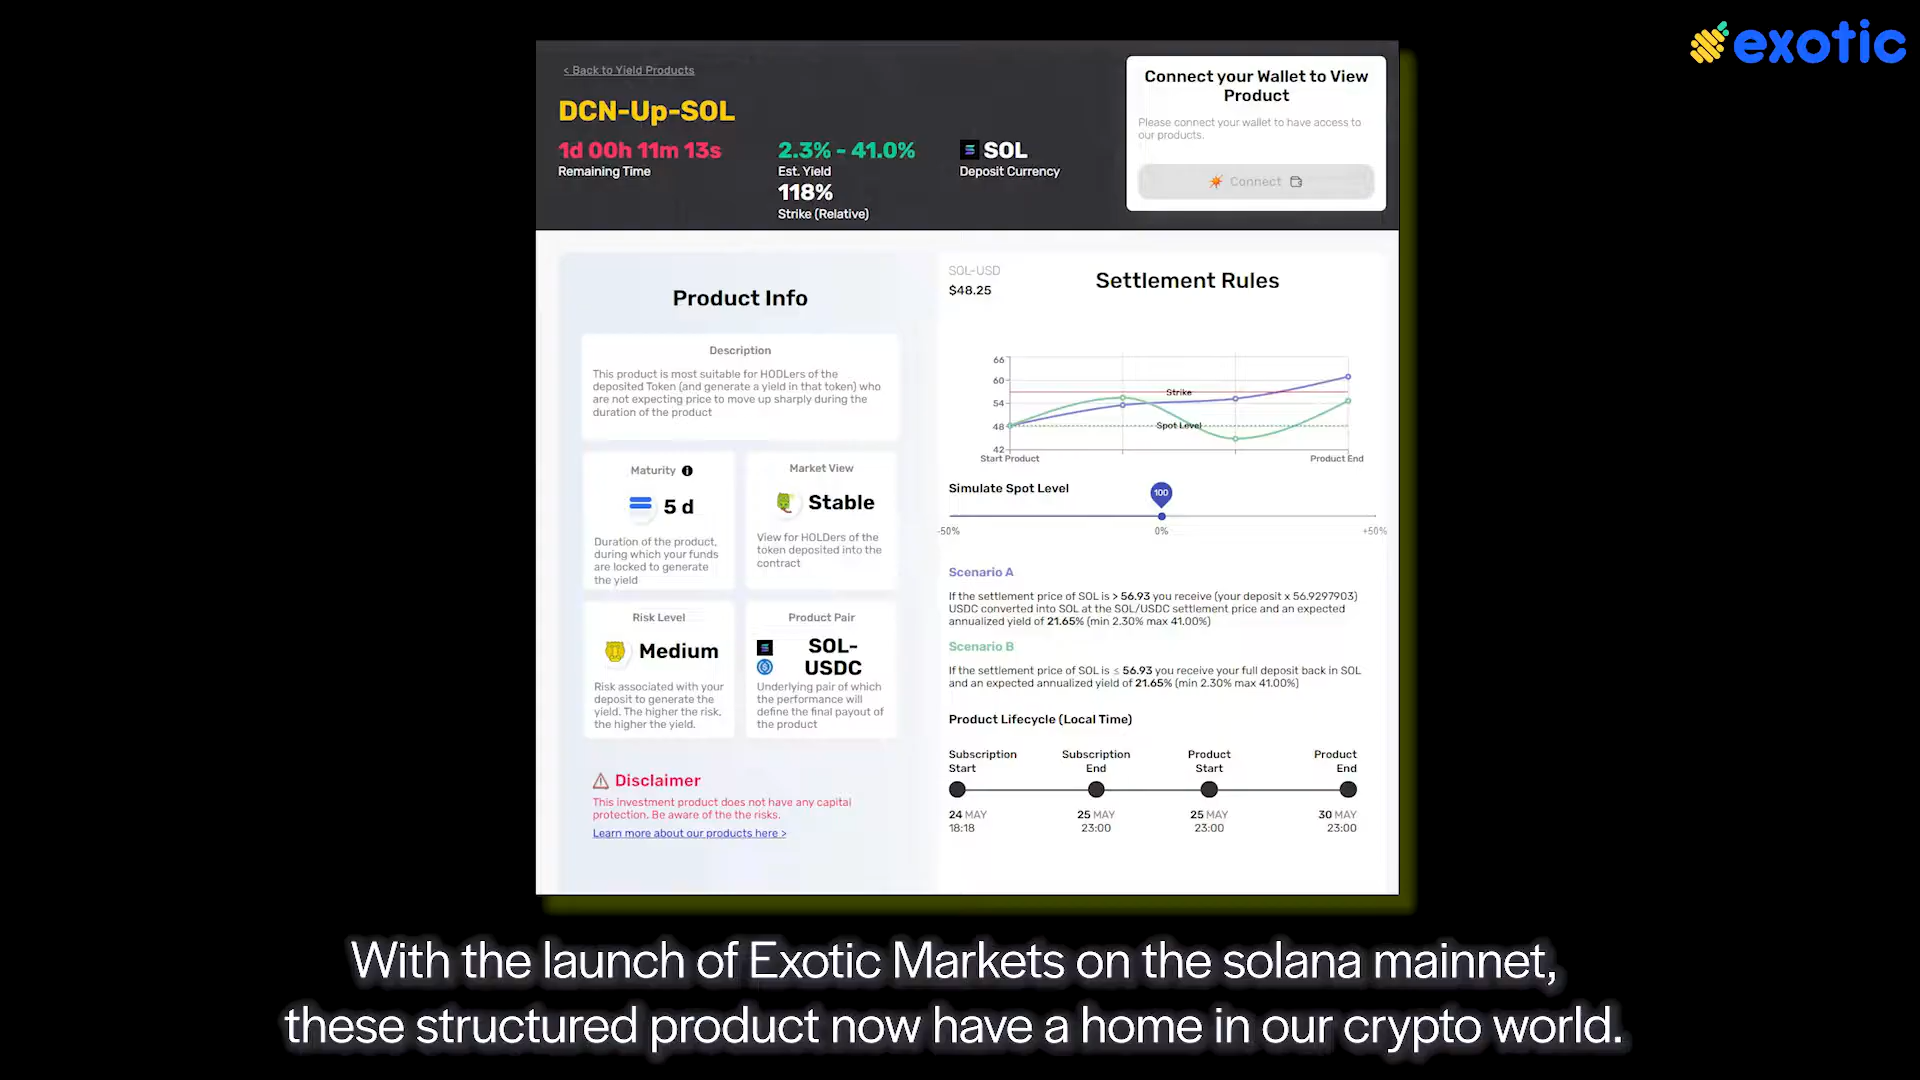 exotic
< Back to Yield Products
DCN-Up-SOL
1d 00h 11m 13s
Remaining Time
2.3% - 41.0%
Est. Yield
118%
Strike (Relative)
SOL
Deposit Currency
Connect your Wallet to View
Product
Please connect your wallet to have access to
our products.
Connect
Product Info
Description
This product is most suitable for HODLers of the
deposited Token (and generate a yield in that token) who
are not expecting price to move up sharply during the
duration of the product
Maturity
5 d
Duration of the product,
during which your funds
are locked to generate
the yield
Market View
Stable
View for HOLDers of the
token deposited into the
contract
Risk Level
Medium
Risk associated with your
deposit to generate the
yield. The higher the risk,
the higher the yield.
Product Pair
SOL-
USDC
Underlying pair of which
the performance will
define the final payout of
the product
Disclaimer
This investment product does not have any capital
protection. Be aware of the the risks.
Learn more about our products here >
SOL-USD
$48.25
Settlement Rules
66
60
54
48
42
Strike
Spot Level
Start Product
Product End
Simulate Spot Level
100
-50%
0%
+50%
Scenario A
If the settlement price of SOL is > 56.93 you receive (your deposit x 56.9297903)
USDC converted into SOL at the SOL/USDC settlement price and an expected
annualized yield of 21.65% (min 2.30% max 41.00%)
Scenario B
If the settlement price of SOL is ≤ 56.93 you receive your full deposit back in SOL
and an expected annualized yield of 21.65% (min 2.30% max 41.00%)
Product Lifecycle (Local Time)
Subscription
Start
24 MAY
18:18
Subscription
End
25 MAY
23:00
Product
Start
25 MAY
23:00
Product
End
30 MAY
23:00
With the launch of Exotic Markets on the solana mainnet,
these structured product now have a home in our crypto world.